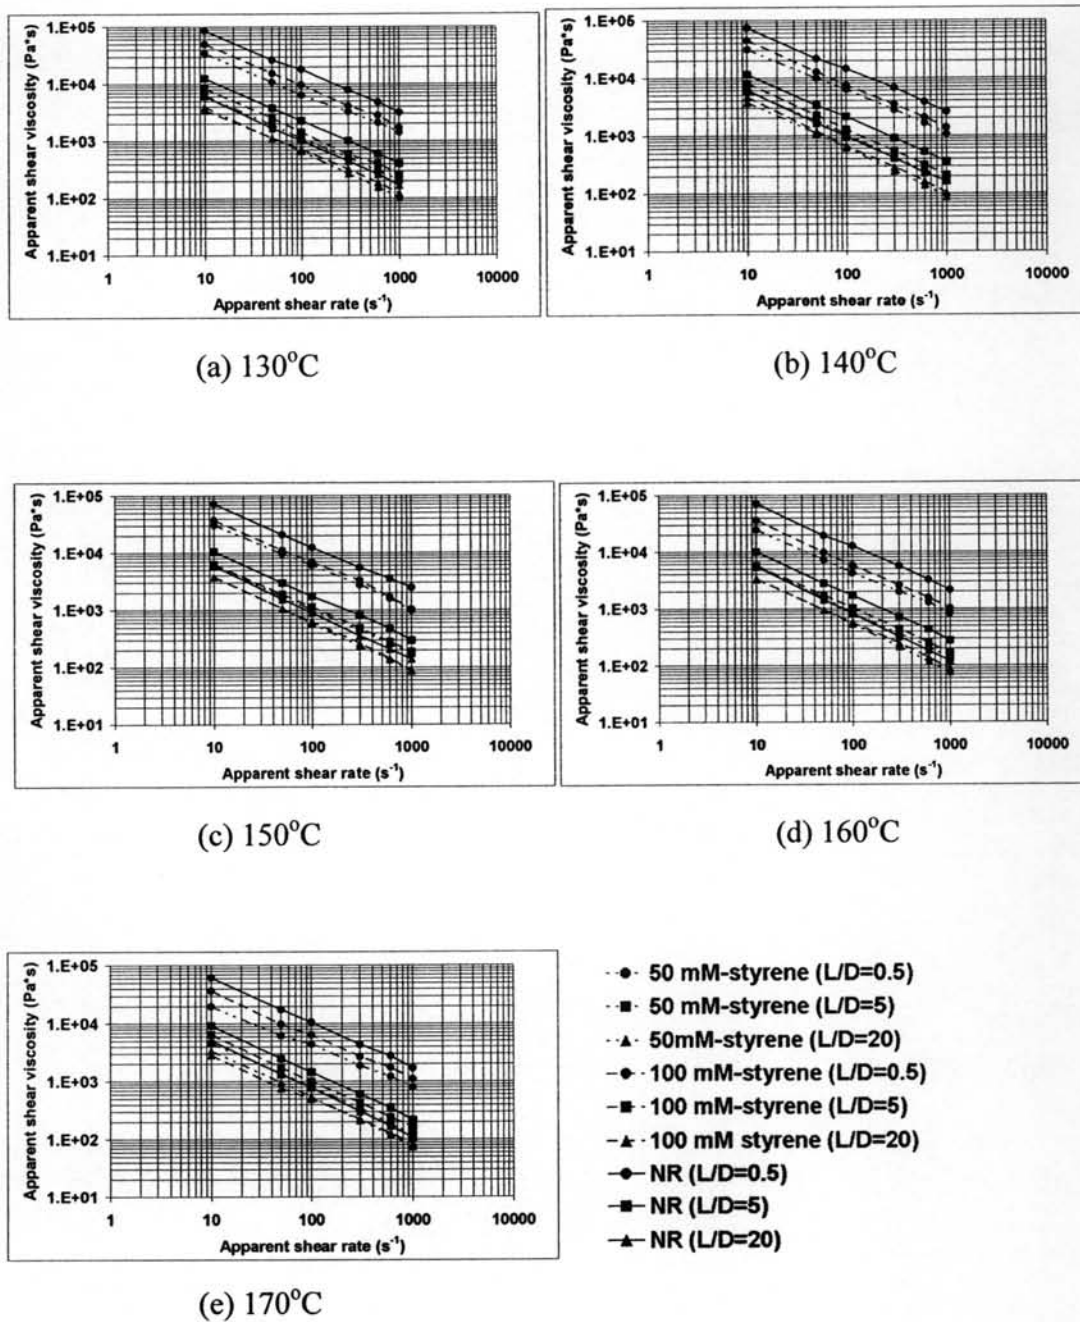 Apparent shear viscosity (Pa*s)
1.E+05
1.E+04
1.E+03
1.E+02
1.E+01
1 10 100 1000 10000
Apparent shear rate (s⁻¹)
(a) 130°C
Apparent shear viscosity (Pa*s)
1.E+05
1.E+04
1.E+03
1.E+02
1.E+01
1 10 100 1000 10000
Apparent shear rate (s⁻¹)
(b) 140°C
Apparent shear viscosity (Pa*s)
1.E+05
1.E+04
1.E+03
1.E+02
1.E+01
1 10 100 1000 10000
Apparent shear rate (s⁻¹)
(c) 150°C
Apparent shear viscosity (Pa*s)
1.E+05
1.E+04
1.E+03
1.E+02
1.E+01
1 10 100 1000 10000
Apparent shear rate (s⁻¹)
(d) 160°C
Apparent shear viscosity (Pa*s)
1.E+05
1.E+04
1.E+03
1.E+02
1.E+01
1 10 100 1000 10000
Apparent shear rate (s⁻¹)
(e) 170°C
50 mM-styrene (L/D=0.5)
50 mM-styrene (L/D=5)
50mM-styrene (L/D=20)
100 mM-styrene (L/D=0.5)
100 mM-styrene (L/D=5)
100 mM styrene (L/D=20)
NR (L/D=0.5)
NR (L/D=5)
NR (L/D=20)